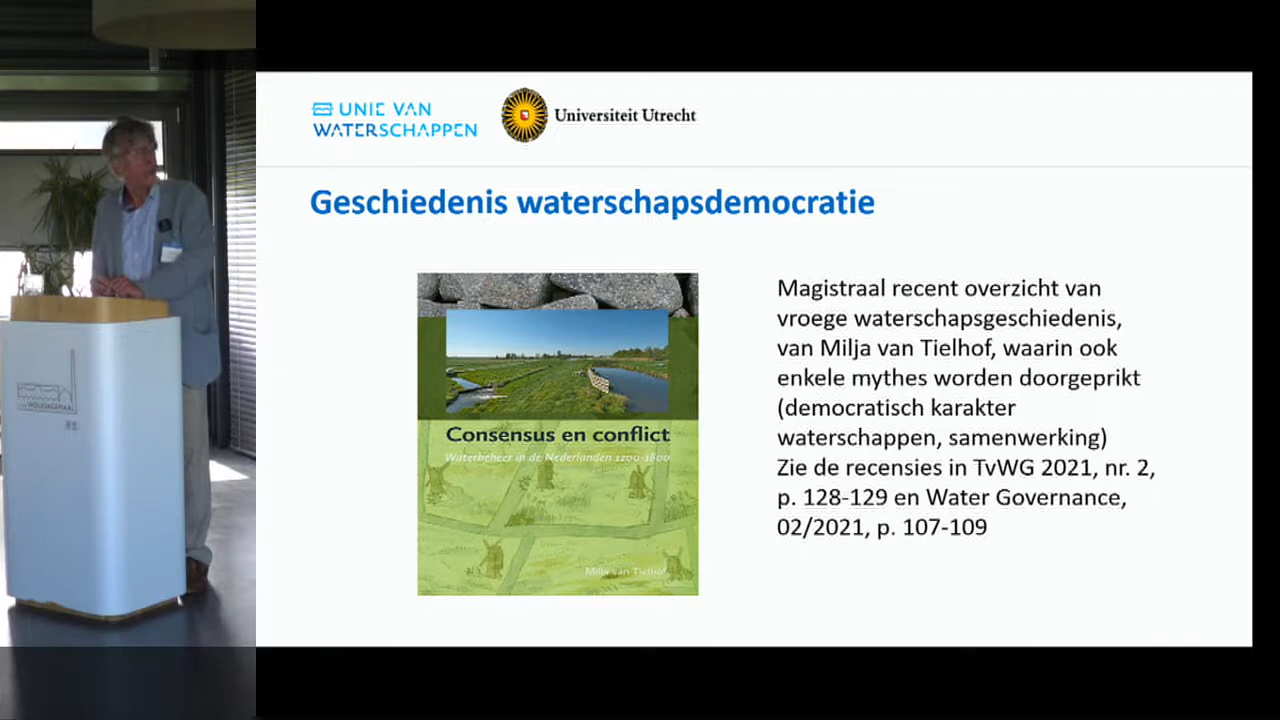 UNIE VAN
WATERSCHAPPEN
Universiteit Utrecht
Geschiedenis waterschapsdemocratie
Consensus en conflict
Waterbeheer in de Nederlanden 1200-1800
Milja van Tielhof
Magistraal recent overzicht van
vroege waterschapsgeschiedenis,
van Milja van Tielhof, waarin ook
enkele mythes worden doorgeprikt
(democratisch karakter
waterschappen, samenwerking)
Zie de recensies in TvWG 2021, nr. 2,
p. 128-129 en Water Governance,
02/2021, p. 107-109
WOUDAGEMAAL